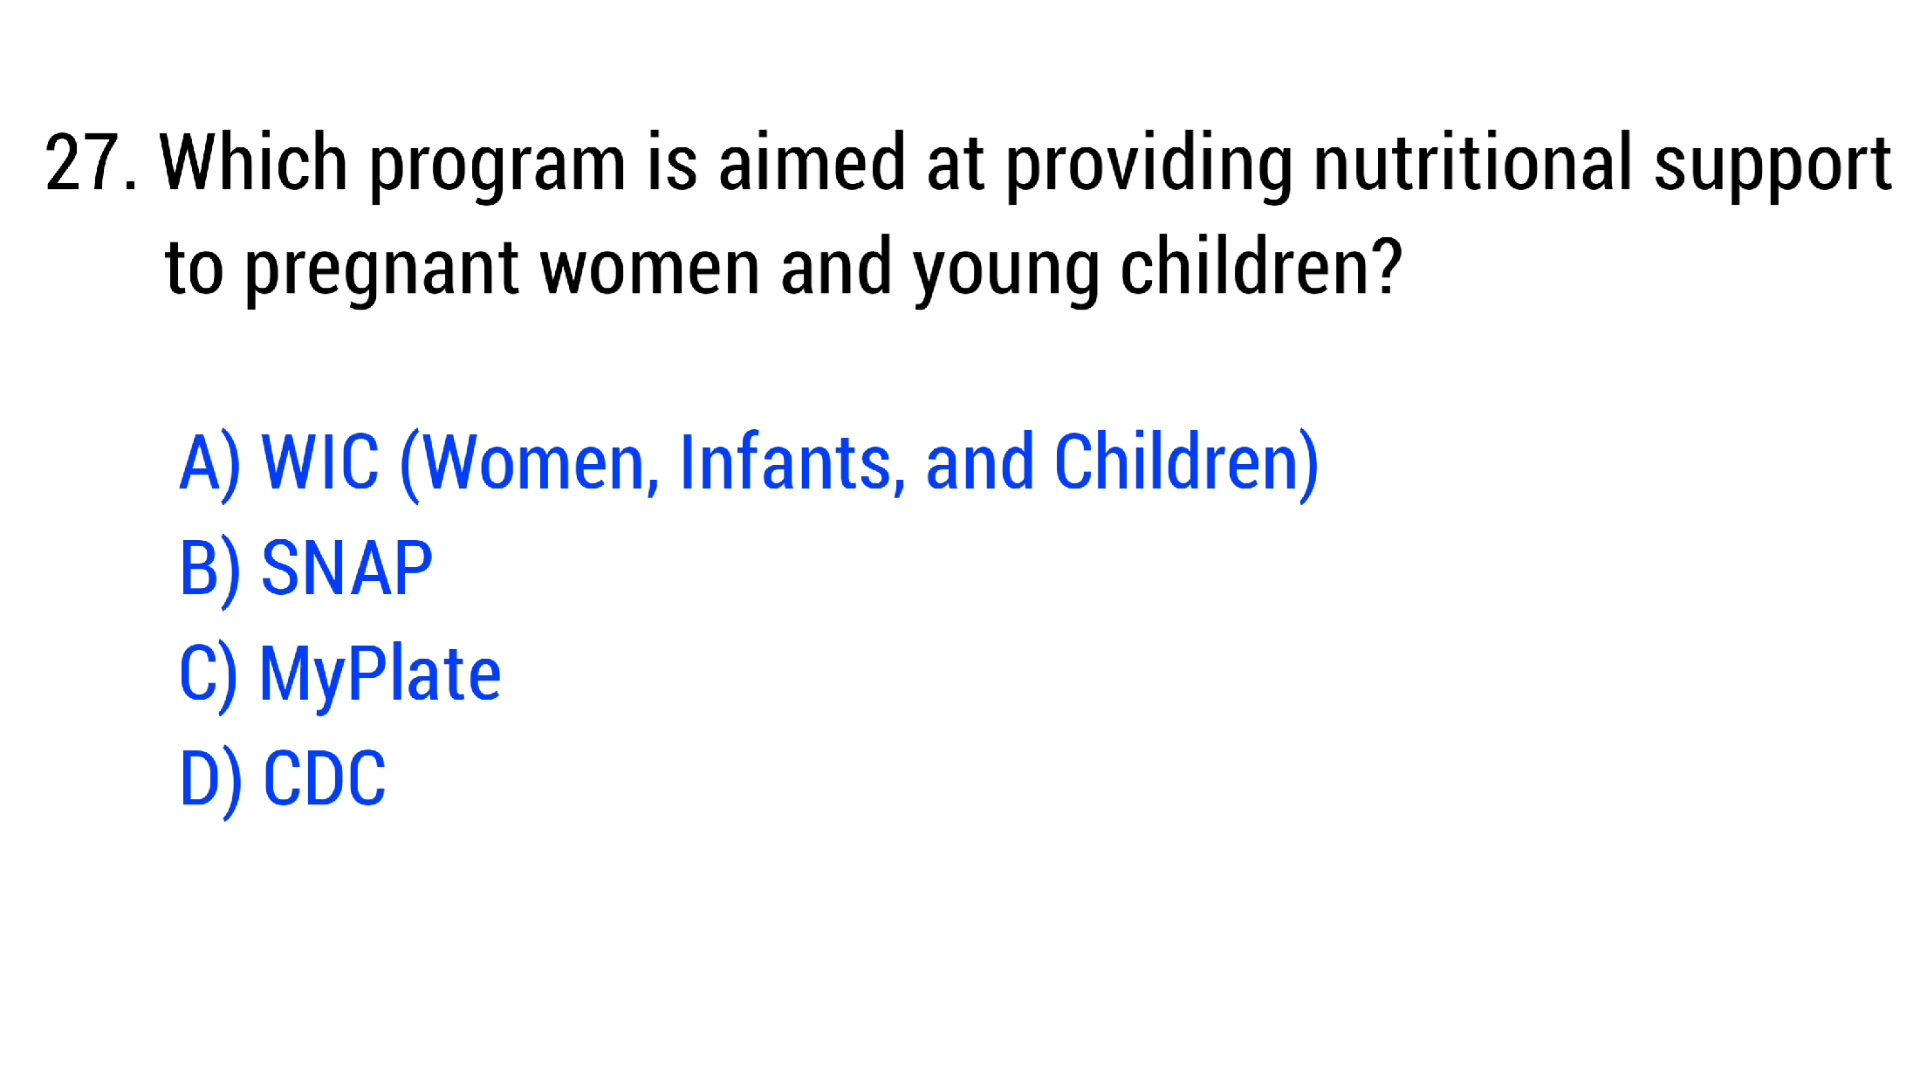 27. Which program is aimed at providing nutritional support
to pregnant women and young children?
A) WIC (Women, Infants, and Children)
B) SNAP
C) MyPlate
D) CDC